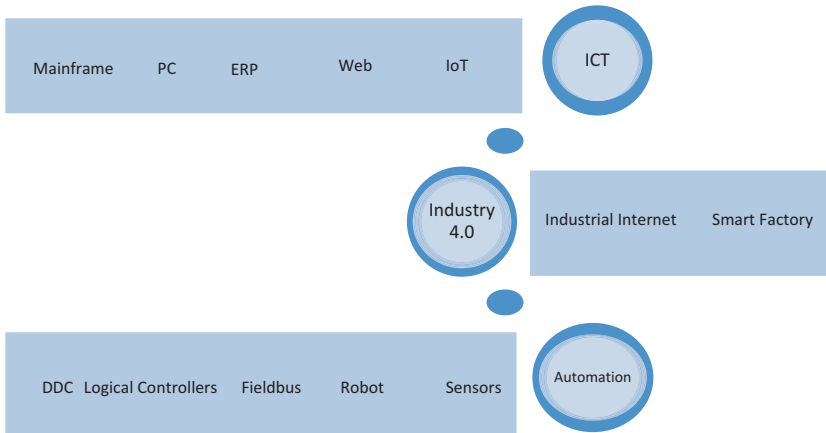 Mainframe PC ERP Web IoT
ICT
Industry
4.0
Industrial Internet Smart Factory
DDC Logical Controllers Fieldbus Robot Sensors
Automation